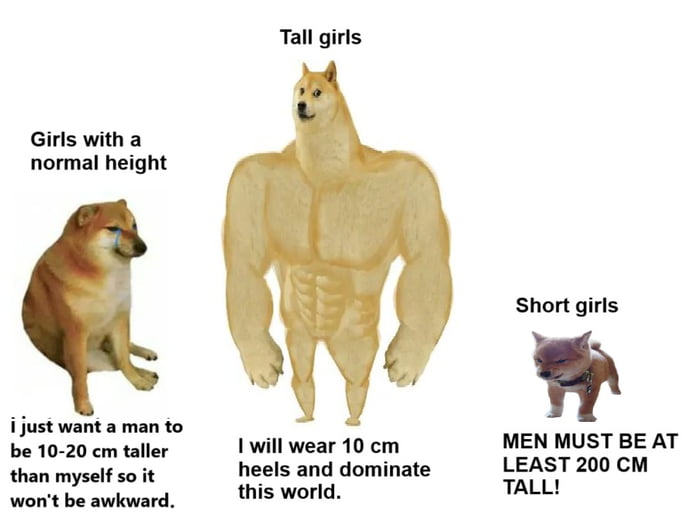 Tall girls
Girls with a
normal height
Short girls
i just want a man to
be 10-20 cm taller
than myself so it
won't be awkward.
I will wear 10 cm
heels and dominate
this world.
MEN MUST BE AT
LEAST 200 CM
TALL!